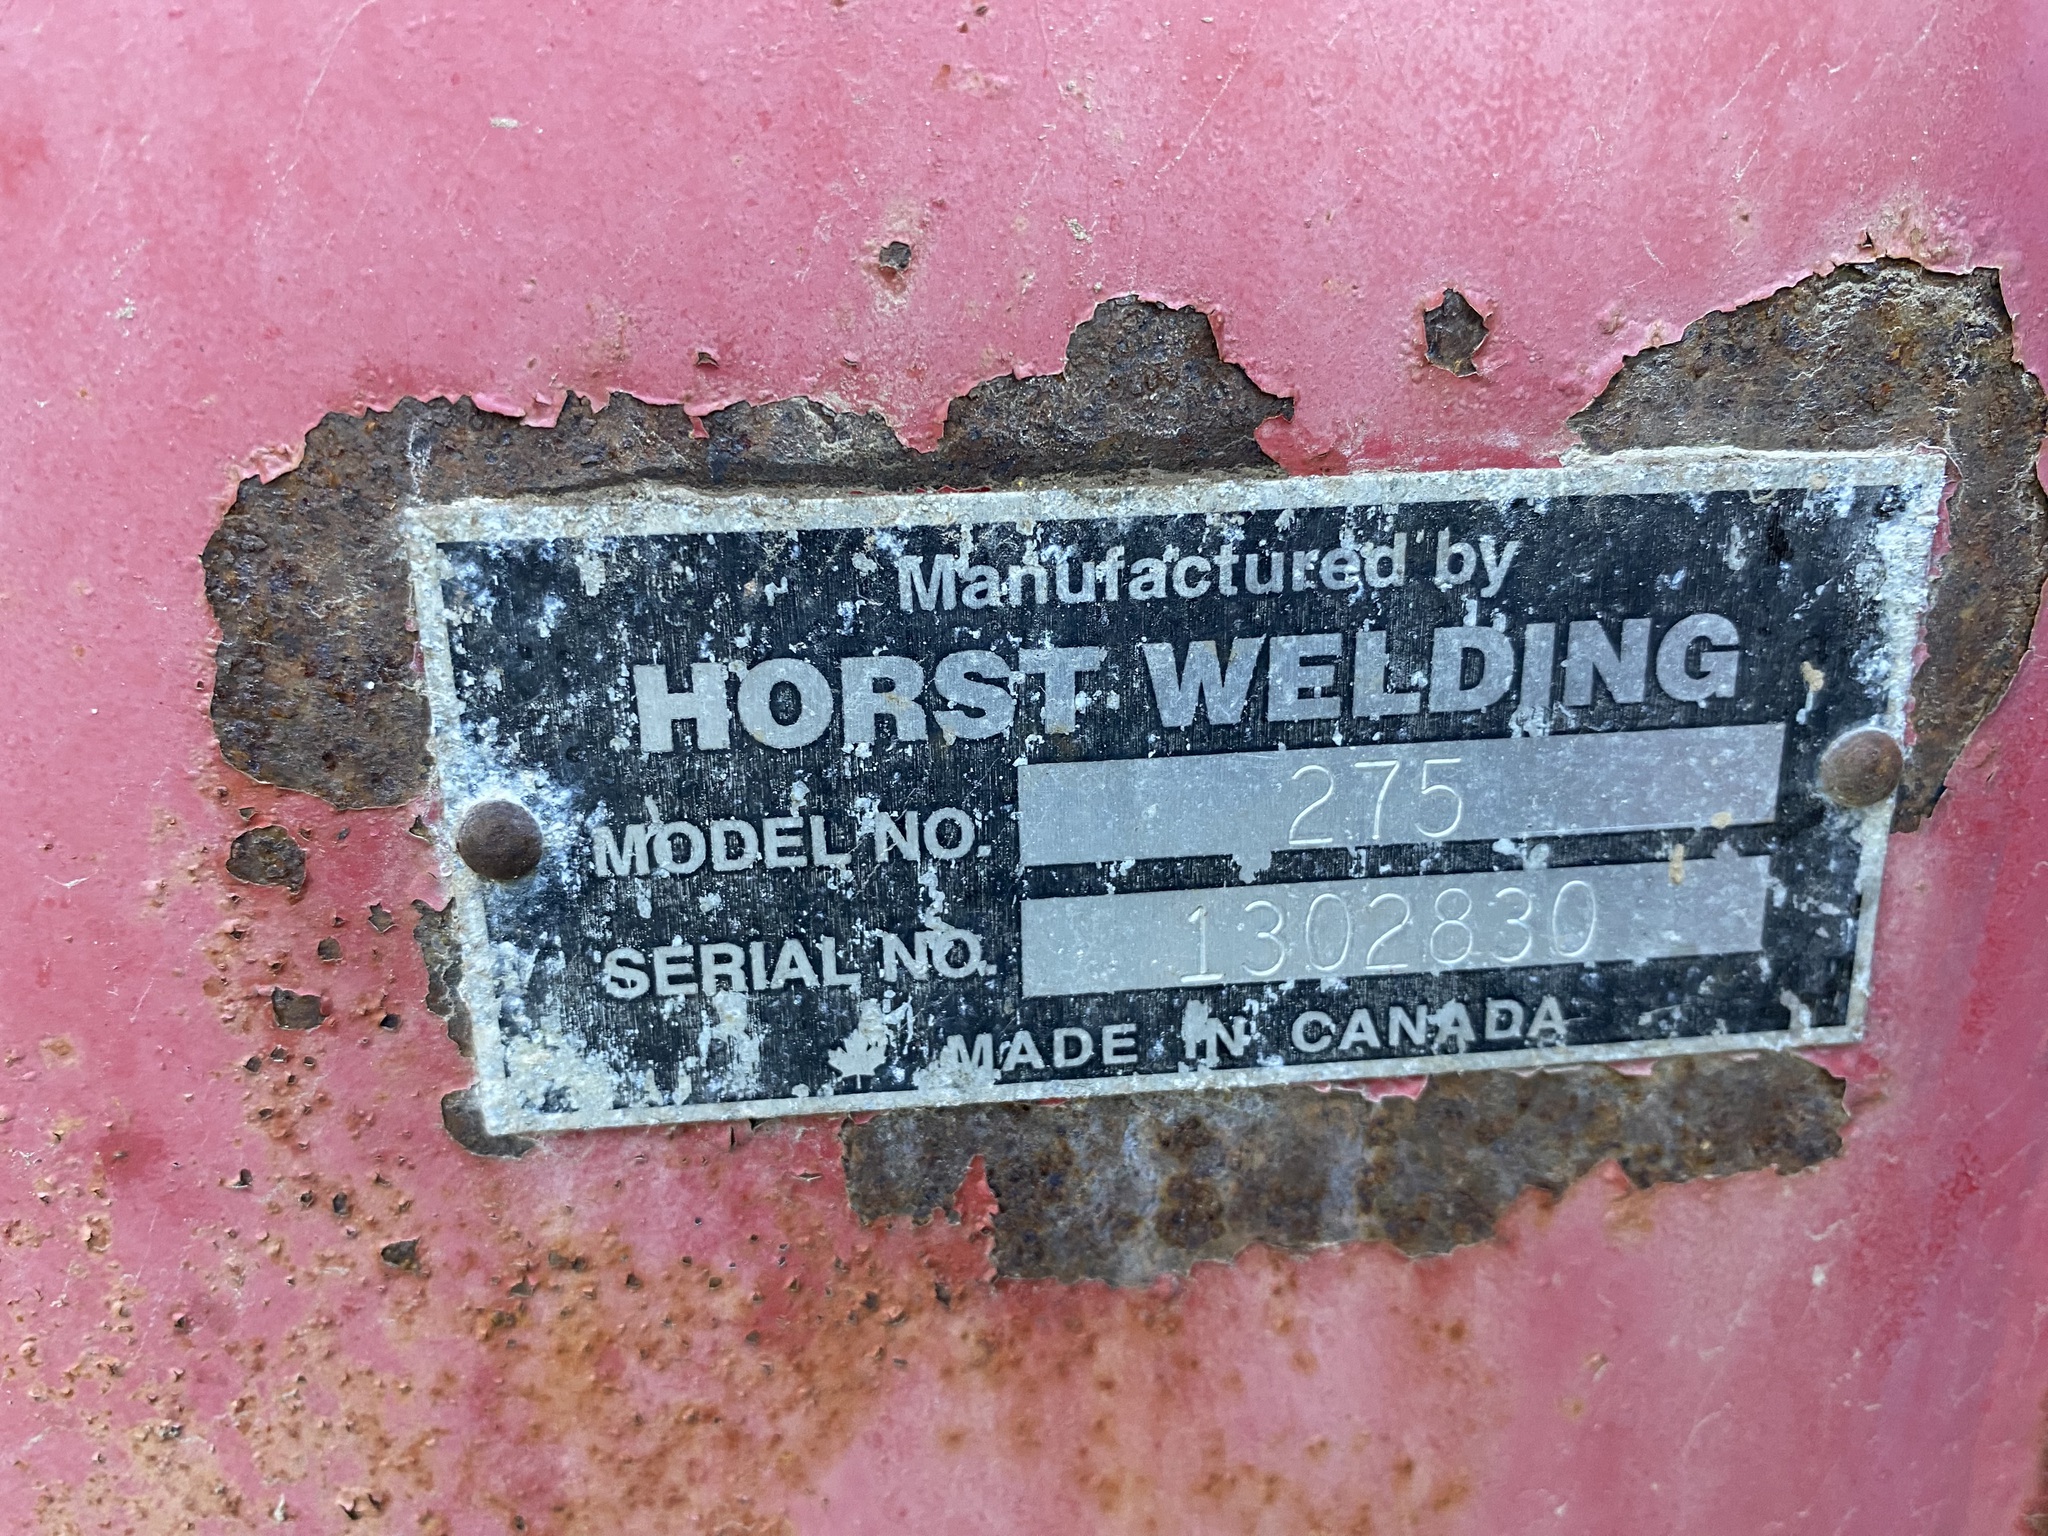 Manufactured by
HORST WELDING
MODEL NO. 275
SERIAL NO. 1302830
MADE IN CANADA